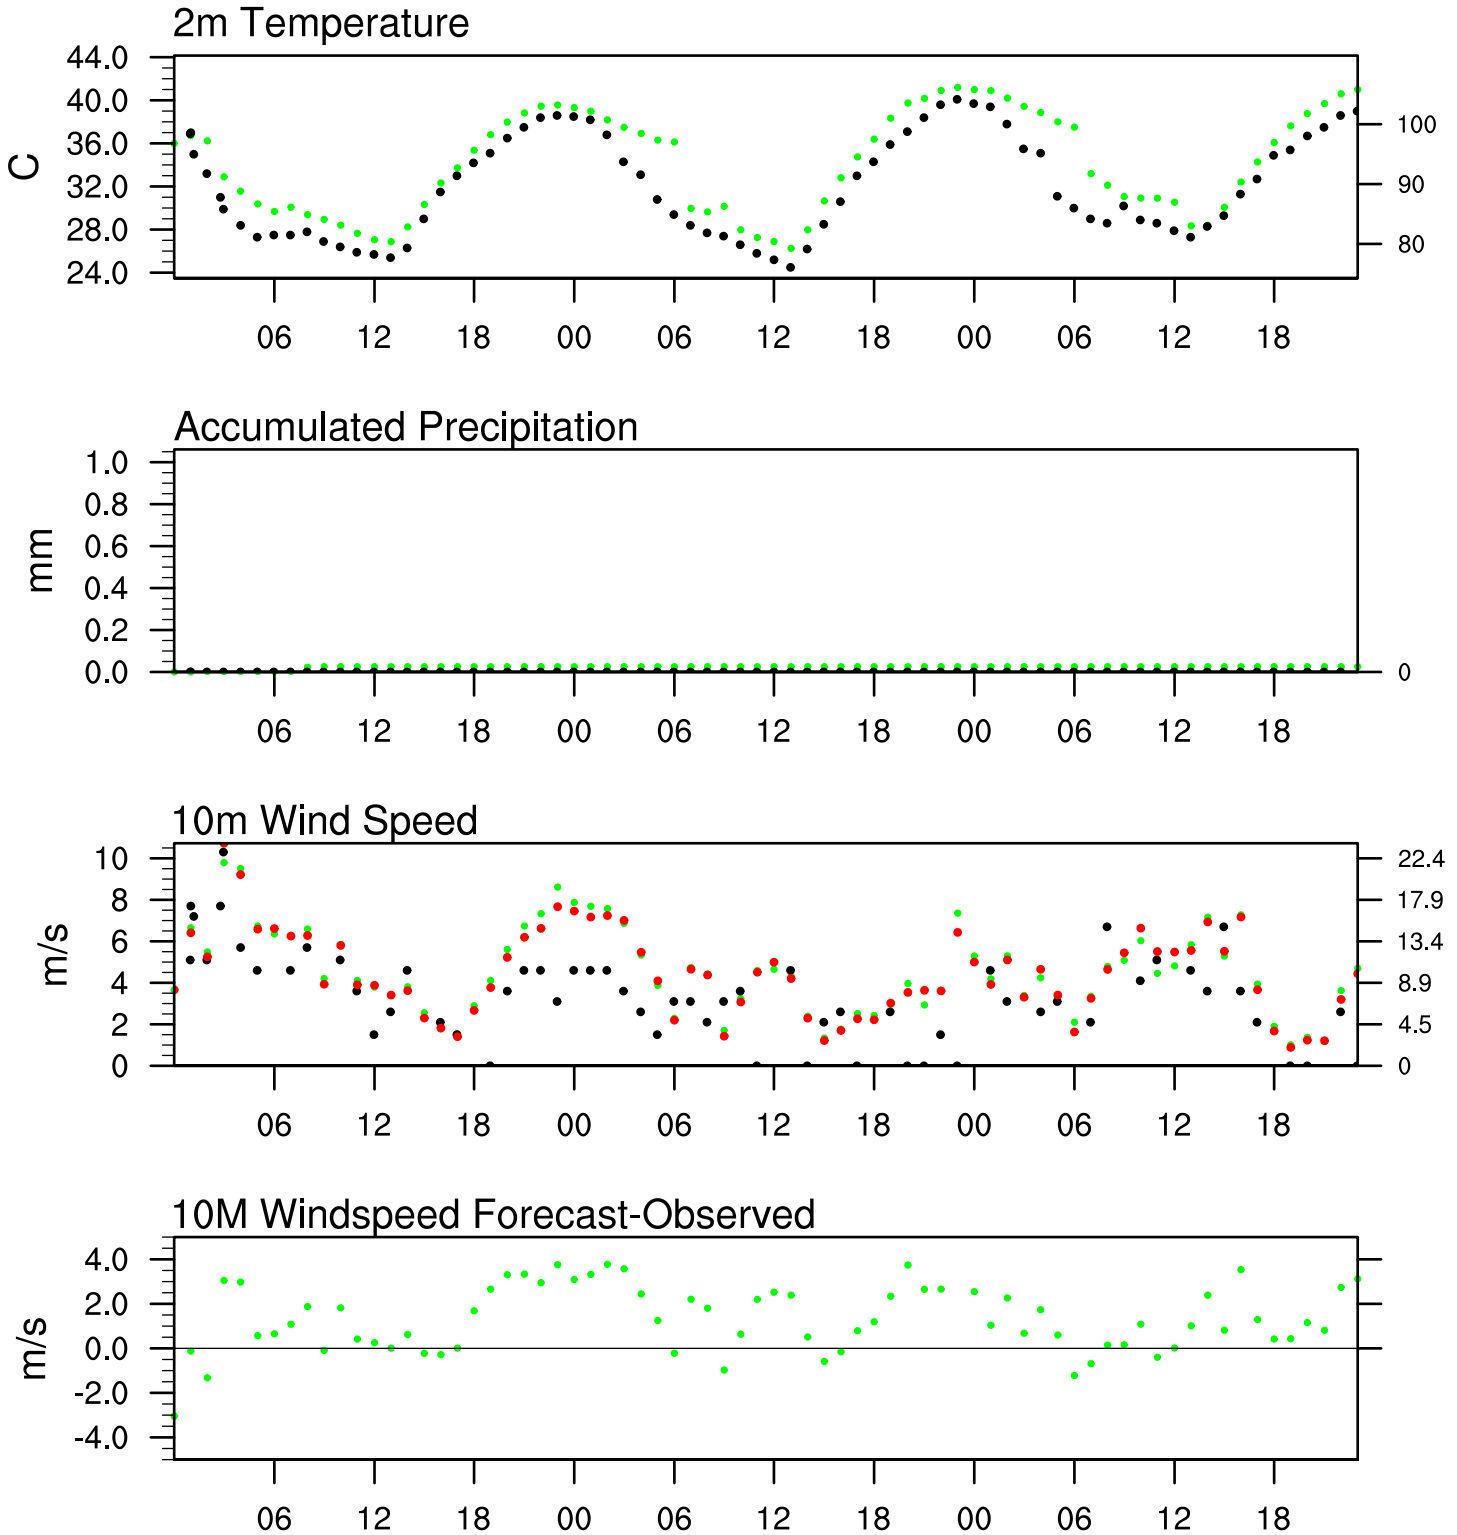 2m Temperature
44.0
40.0
36.0
32.0
28.0
24.0
C
100
90
80
06 12 18 00 06 12 18 00 06 12 18
Accumulated Precipitation
1.0
0.8
0.6
0.4
0.2
0.0
mm
0
06 12 18 00 06 12 18 00 06 12 18
10m Wind Speed
10
8
6
4
2
0
m/s
22.4
17.9
13.4
8.9
4.5
0
06 12 18 00 06 12 18 00 06 12 18
10M Windspeed Forecast-Observed
4.0
2.0
0.0
-2.0
-4.0
m/s
06 12 18 00 06 12 18 00 06 12 18